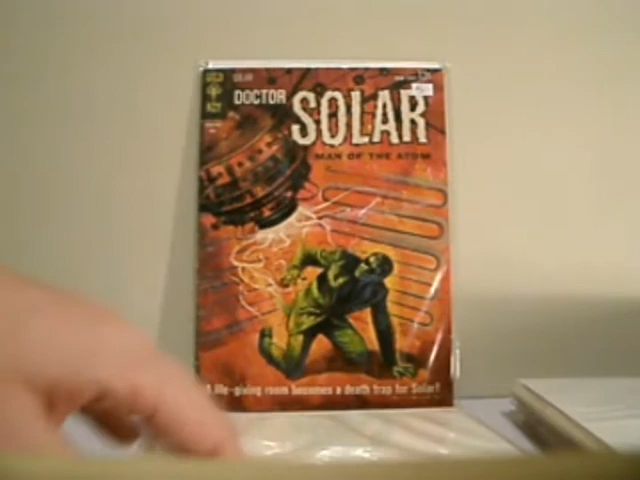 DOCTOR
SOLAR
MAN OF THE ATOM
life-giving room becomes a death trap for Solar!